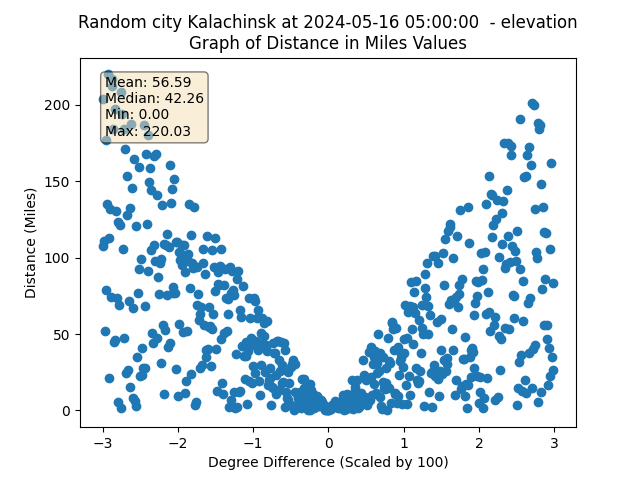 Random city Kalachinsk at 2024-05-16 05:00:00 - elevation
Graph of Distance in Miles Values
Mean: 56.59
Median: 42.26
Min: 0.00
Max: 220.03
200
150
100
50
0
Distance (Miles)
−3 −2 −1 0 1 2 3
Degree Difference (Scaled by 100)